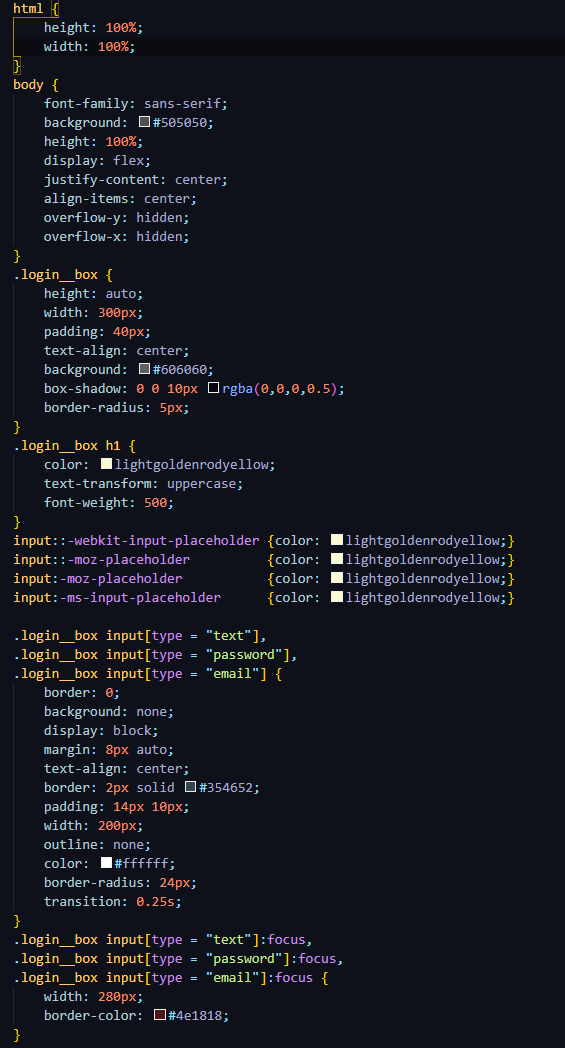 html {
    height: 100%;
    width: 100%;
}
body {
    font-family: sans-serif;
    background: #505050;
    height: 100%;
    display: flex;
    justify-content: center;
    align-items: center;
    overflow-y: hidden;
    overflow-x: hidden;
}
.login__box {
    height: auto;
    width: 300px;
    padding: 40px;
    text-align: center;
    background: #606060;
    box-shadow: 0 0 10px rgba(0,0,0,0.5);
    border-radius: 5px;
}
.login__box h1 {
    color: lightgoldenrodyellow;
    text-transform: uppercase;
    font-weight: 500;
}
input::-webkit-input-placeholder {color: lightgoldenrodyellow;}
input::-moz-placeholder          {color: lightgoldenrodyellow;}
input:-moz-placeholder           {color: lightgoldenrodyellow;}
input:-ms-input-placeholder      {color: lightgoldenrodyellow;}

.login__box input[type = "text"],
.login__box input[type = "password"],
.login__box input[type = "email"] {
    border: 0;
    background: none;
    display: block;
    margin: 8px auto;
    text-align: center;
    border: 2px solid #354652;
    padding: 14px 10px;
    width: 200px;
    outline: none;
    color: #ffffff;
    border-radius: 24px;
    transition: 0.25s;
}
.login__box input[type = "text"]:focus,
.login__box input[type = "password"]:focus,
.login__box input[type = "email"]:focus {
    width: 280px;
    border-color: #4e1818;
}